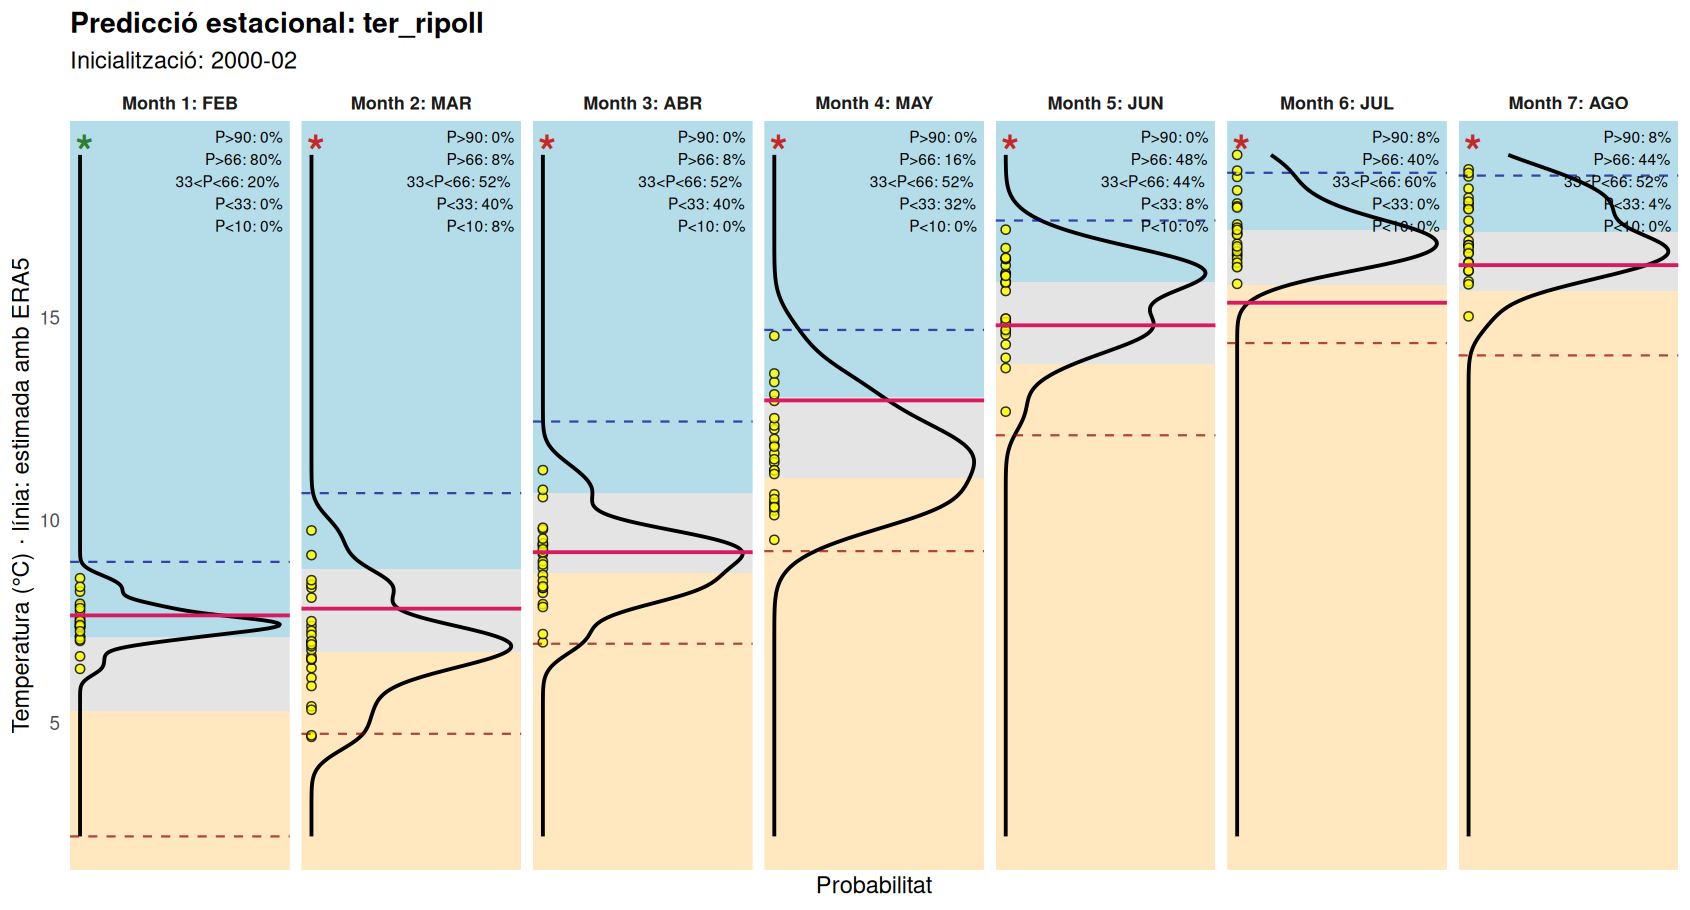 Predicció estacional: ter_ripoll
Inicialització: 2000-02
Month 1: FEB
Month 2: MAR
Month 3: ABR
Month 4: MAY
Month 5: JUN
Month 6: JUL
Month 7: AGO
*
P>90: 0%
P>66: 80%
33<P<66: 20%
P<33: 0%
P<10: 0%
*
P>90: 0%
P>66: 8%
33<P<66: 52%
P<33: 40%
P<10: 8%
*
P>90: 0%
P>66: 8%
33<P<66: 52%
P<33: 40%
P<10: 0%
*
P>90: 0%
P>66: 16%
33<P<66: 52%
P<33: 32%
P<10: 0%
*
P>90: 0%
P>66: 48%
33<P<66: 44%
P<33: 8%
P<10: 0%
*
P>90: 8%
P>66: 40%
33<P<66: 60%
P<33: 0%
P<10: 0%
*
P>90: 8%
P>66: 44%
33<P<66: 52%
P<33: 4%
P<10: 0%
15
10
5
Temperatura (°C) · línia: estimada amb ERA5
Probabilitat